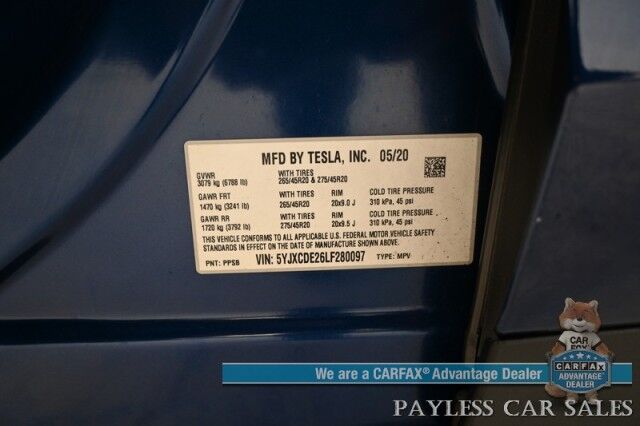 MFD BY TESLA, INC. 05/20
GVWR
3079 kg (6788 lb)
WITH TIRES
265/45R20 & 275/45R20
GAWR FRT
1470 kg (3241 lb)
WITH TIRES
265/45R20
RIM
20x9.0 J
COLD TIRE PRESSURE
310 kPa, 45 psi
GAWR RR
1720 kg (3792 lb)
WITH TIRES
275/45R20
RIM
20x9.5 J
COLD TIRE PRESSURE
310 kPa, 45 psi
THIS VEHICLE CONFORMS TO ALL APPLICABLE U.S. FEDERAL MOTOR VEHICLE SAFETY
STANDARDS IN EFFECT ON THE DATE OF MANUFACTURE SHOWN ABOVE.
PNT: PPSB VIN: 5YJXCDE26LF280097 TYPE: MPV
CAR
FOX
We are a CARFAX® Advantage Dealer
CARFAX
ADVANTAGE
DEALER
PAYLESS CAR SALES